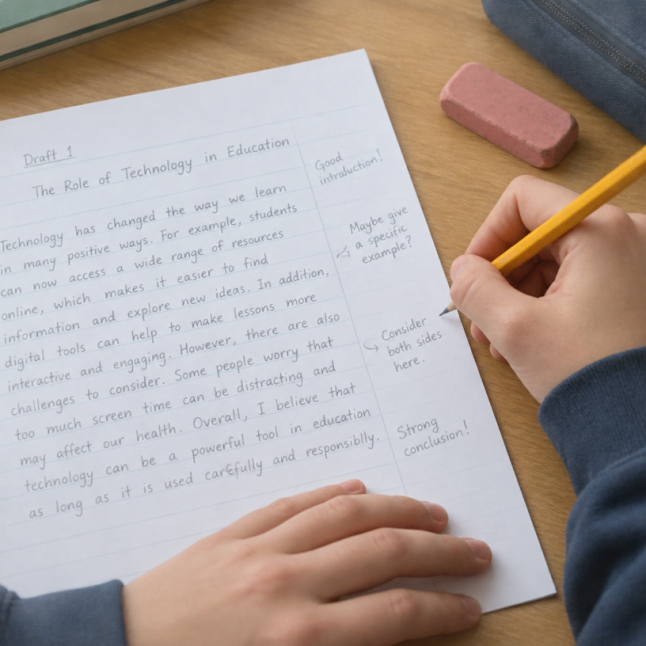 Draft 1
The Role of Technology in Education
Technology has changed the way we learn
in many positive ways. For example, students
can now access a wide range of resources
online, which makes it easier to find
information and explore new ideas. In addition,
digital tools can help to make lessons more
interactive and engaging. However, there are also
challenges to consider. Some people worry that
too much screen time can be distracting and
may affect our health. Overall, I believe that
technology can be a powerful tool in education
as long as it is used carefully and responsiblly.
Good
intraduction!
Maybe give
a specific
example?
Consider
both sides
here.
Strong
conclusion!